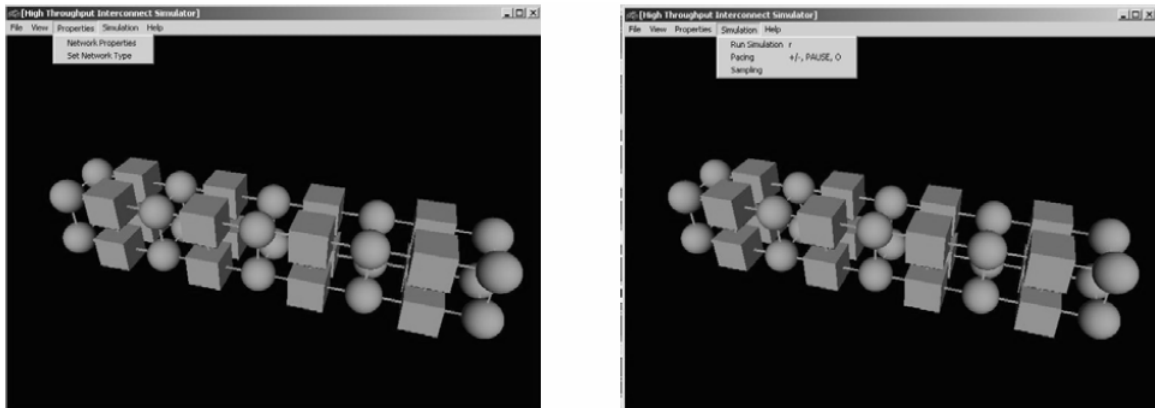 [High Throughput Interconnect Simulator]
File View Properties Simulation Help
Network Properties
Set Network Type
[High Throughput Interconnect Simulator]
File View Properties Simulation Help
Run Simulation r
Pacing +/-, PAUSE, O
Sampling